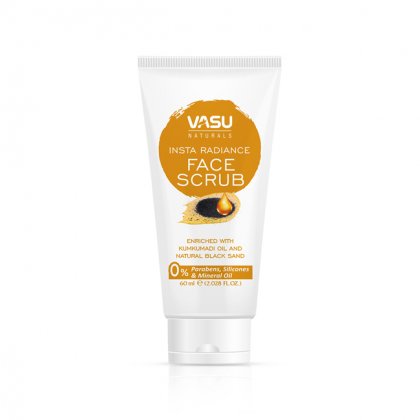 VASU
NATURALS
INSTA RADIANCE
FACE
SCRUB
ENRICHED WITH
KUMKUMADI OIL AND
NATURAL BLACK SAND
0% Parabens, Silicones
& Mineral Oil
60 ml ℮ (2.028 FL.OZ.)